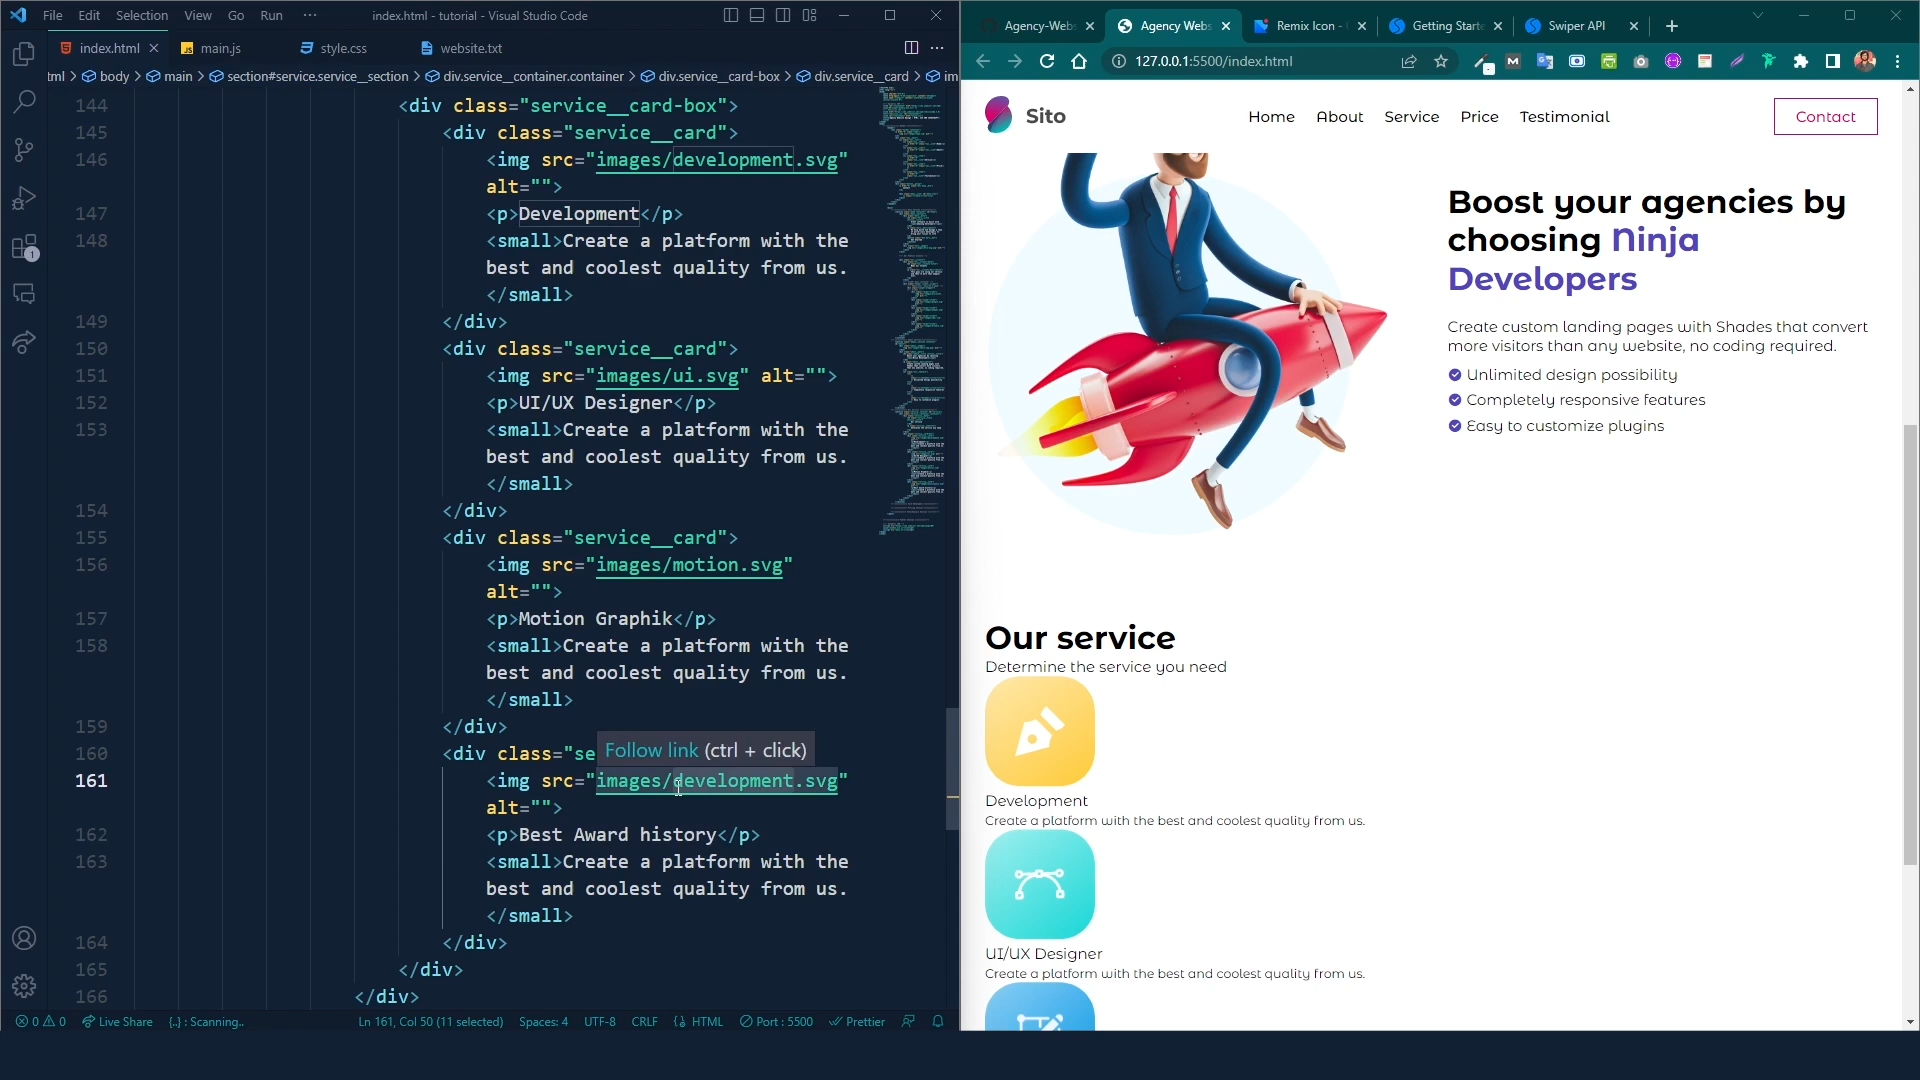 File Edit Selection View Go Run ··· index.html - tutorial - Visual Studio Code
index.html main.js style.css website.txt
tml > body > main > section#service.service__section > div.service__container.container > div.service__card-box > div.service__card > im
144 <div class="service__card-box">
145 <div class="service__card">
146 <img src="images/development.svg"
alt="">
147 <p>Development</p>
148 <small>Create a platform with the
best and coolest quality from us.
</small>
149 </div>
150 <div class="service__card">
151 <img src="images/ui.svg" alt="">
152 <p>UI/UX Designer</p>
153 <small>Create a platform with the
best and coolest quality from us.
</small>
154 </div>
155 <div class="service__card">
156 <img src="images/motion.svg"
alt="">
157 <p>Motion Graphik</p>
158 <small>Create a platform with the
best and coolest quality from us.
</small>
159 </div>
160 <div class="se
Follow link (ctrl + click)
161 <img src="images/development.svg"
alt="">
162 <p>Best Award history</p>
163 <small>Create a platform with the
best and coolest quality from us.
</small>
164 </div>
165 </div>
166 </div>
1
0 0 Live Share {..} : Scanning.. Ln 161, Col 50 (11 selected) Spaces: 4 UTF-8 CRLF HTML Port : 5500 Prettier
Agency-Webs Agency Webs Remix Icon - Getting Starte Swiper API
127.0.0.1:5500/index.html
Sito Home About Service Price Testimonial Contact
Boost your agencies by
choosing Ninja
Developers
Create custom landing pages with Shades that convert
more visitors than any website, no coding required.
Unlimited design possibility
Completely responsive features
Easy to customize plugins
Our service
Determine the service you need
Development
Create a platform with the best and coolest quality from us.
UI/UX Designer
Create a platform with the best and coolest quality from us.